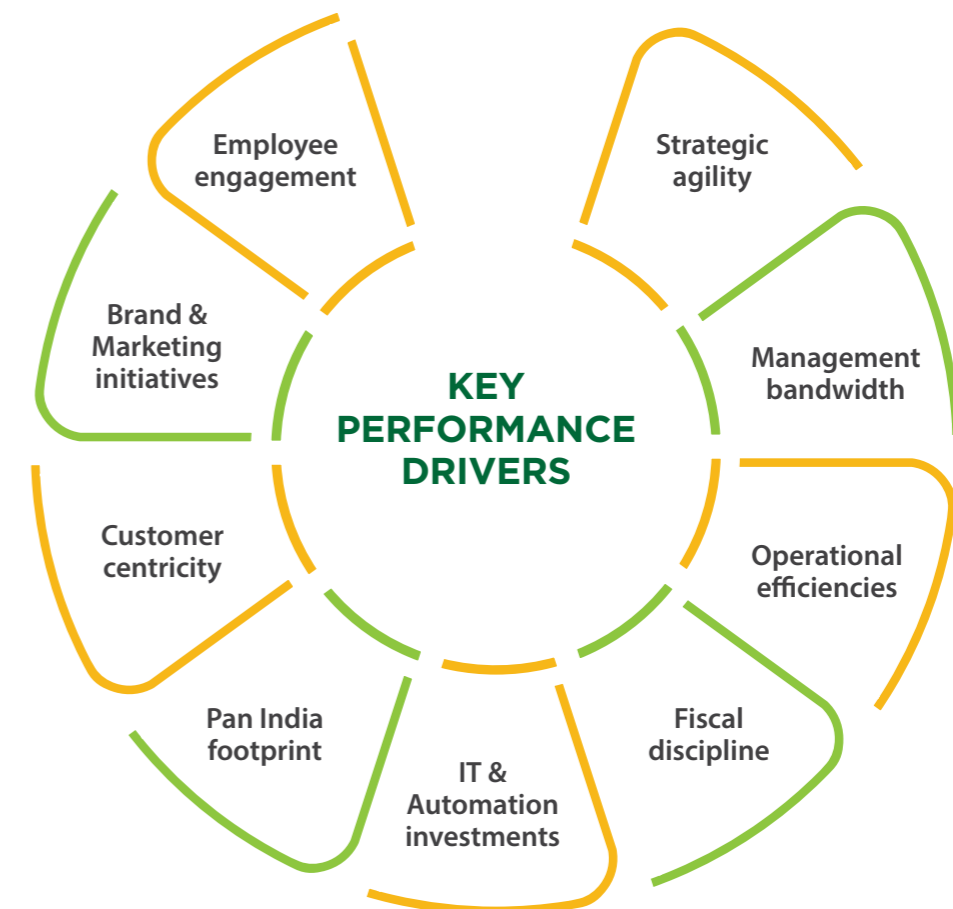 KEY
PERFORMANCE
DRIVERS
Strategic
agility
Management
bandwidth
Operational
efficiencies
Fiscal
discipline
IT &
Automation
investments
Pan India
footprint
Customer
centricity
Brand &
Marketing
initiatives
Employee
engagement